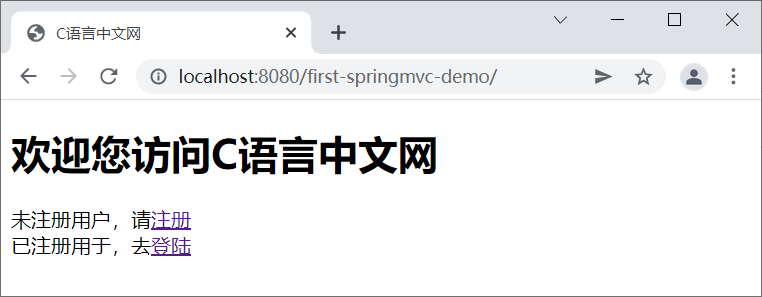 C语言中文网
localhost:8080/first-springmvc-demo/
欢迎您访问C语言中文网
未注册用户，请注册
已注册用于，去登陆